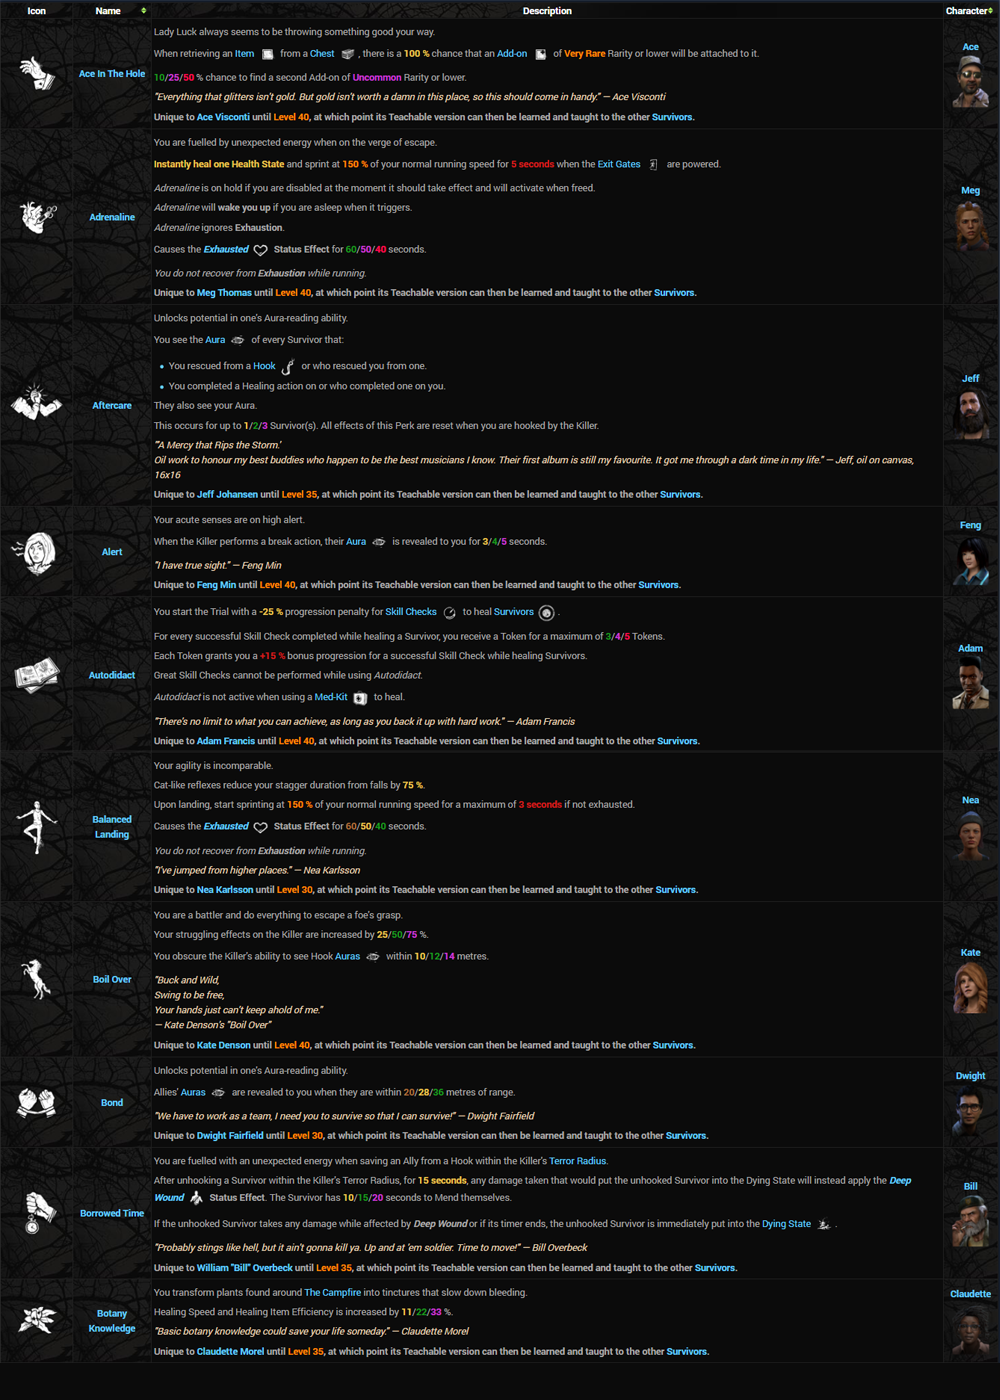 Icon Name Description Character
Ace In The Hole
Lady Luck always seems to be throwing something good your way.
When retrieving an Item from a Chest , there is a 100 % chance that an Add-on of Very Rare Rarity or lower will be attached to it.
10/25/50 % chance to find a second Add-on of Uncommon Rarity or lower.
"Everything that glitters isn't gold. But gold isn't worth a damn in this place, so this should come in handy." — Ace Visconti
Unique to Ace Visconti until Level 40, at which point its Teachable version can then be learned and taught to the other Survivors.
Ace
Adrenaline
You are fuelled by unexpected energy when on the verge of escape.
Instantly heal one Health State and sprint at 150 % of your normal running speed for 5 seconds when the Exit Gates are powered.
Adrenaline is on hold if you are disabled at the moment it should take effect and will activate when freed.
Adrenaline will wake you up if you are asleep when it triggers.
Adrenaline ignores Exhaustion.
Causes the Exhausted Status Effect for 60/50/40 seconds.
You do not recover from Exhaustion while running.
Unique to Meg Thomas until Level 40, at which point its Teachable version can then be learned and taught to the other Survivors.
Meg
Aftercare
Unlocks potential in one's Aura-reading ability.
You see the Aura of every Survivor that:
• You rescued from a Hook or who rescued you from one.
• You completed a Healing action on or who completed one on you.
They also see your Aura.
This occurs for up to 1/2/3 Survivor(s). All effects of this Perk are reset when you are hooked by the Killer.
"'A Mercy that Rips the Storm.'
Oil work to honour my best buddies who happen to be the best musicians I know. Their first album is still my favourite. It got me through a dark time in my life." — Jeff, oil on canvas,
16x16
Unique to Jeff Johansen until Level 35, at which point its Teachable version can then be learned and taught to the other Survivors.
Jeff
Alert
Your acute senses are on high alert.
When the Killer performs a break action, their Aura is revealed to you for 3/4/5 seconds.
"I have true sight." — Feng Min
Unique to Feng Min until Level 40, at which point its Teachable version can then be learned and taught to the other Survivors.
Feng
Autodidact
You start the Trial with a -25 % progression penalty for Skill Checks to heal Survivors .
For every successful Skill Check completed while healing a Survivor, you receive a Token for a maximum of 3/4/5 Tokens.
Each Token grants you a +15 % bonus progression for a successful Skill Check while healing Survivors.
Great Skill Checks cannot be performed while using Autodidact.
Autodidact is not active when using a Med-Kit to heal.
"There's no limit to what you can achieve, as long as you back it up with hard work." — Adam Francis
Unique to Adam Francis until Level 40, at which point its Teachable version can then be learned and taught to the other Survivors.
Adam
Balanced
Landing
Your agility is incomparable.
Cat-like reflexes reduce your stagger duration from falls by 75 %.
Upon landing, start sprinting at 150 % of your normal running speed for a maximum of 3 seconds if not exhausted.
Causes the Exhausted Status Effect for 60/50/40 seconds.
You do not recover from Exhaustion while running.
"I've jumped from higher places." — Nea Karlsson
Unique to Nea Karlsson until Level 30, at which point its Teachable version can then be learned and taught to the other Survivors.
Nea
Boil Over
You are a battler and do everything to escape a foe's grasp.
Your struggling effects on the Killer are increased by 25/50/75 %.
You obscure the Killer's ability to see Hook Auras within 10/12/14 metres.
"Buck and Wild,
Swing to be free,
Your hands just can't keep ahold of me."
— Kate Denson's "Boil Over"
Unique to Kate Denson until Level 40, at which point its Teachable version can then be learned and taught to the other Survivors.
Kate
Bond
Unlocks potential in one's Aura-reading ability.
Allies' Auras are revealed to you when they are within 20/28/36 metres of range.
"We have to work as a team, I need you to survive so that I can survive!" — Dwight Fairfield
Unique to Dwight Fairfield until Level 30, at which point its Teachable version can then be learned and taught to the other Survivors.
Dwight
Borrowed Time
You are fuelled with an unexpected energy when saving an Ally from a Hook within the Killer's Terror Radius.
After unhooking a Survivor within the Killer's Terror Radius, for 15 seconds, any damage taken that would put the unhooked Survivor into the Dying State will instead apply the Deep
Wound Status Effect. The Survivor has 10/15/20 seconds to Mend themselves.
If the unhooked Survivor takes any damage while affected by Deep Wound or if its timer ends, the unhooked Survivor is immediately put into the Dying State .
"Probably stings like hell, but it ain't gonna kill ya. Up and at 'em soldier. Time to move!" — Bill Overbeck
Unique to William "Bill" Overbeck until Level 35, at which point its Teachable version can then be learned and taught to the other Survivors.
Bill
Botany
Knowledge
You transform plants found around The Campfire into tinctures that slow down bleeding.
Healing Speed and Healing Item Efficiency is increased by 11/22/33 %.
"Basic botany knowledge could save your life someday." — Claudette Morel
Unique to Claudette Morel until Level 35, at which point its Teachable version can then be learned and taught to the other Survivors.
Claudette